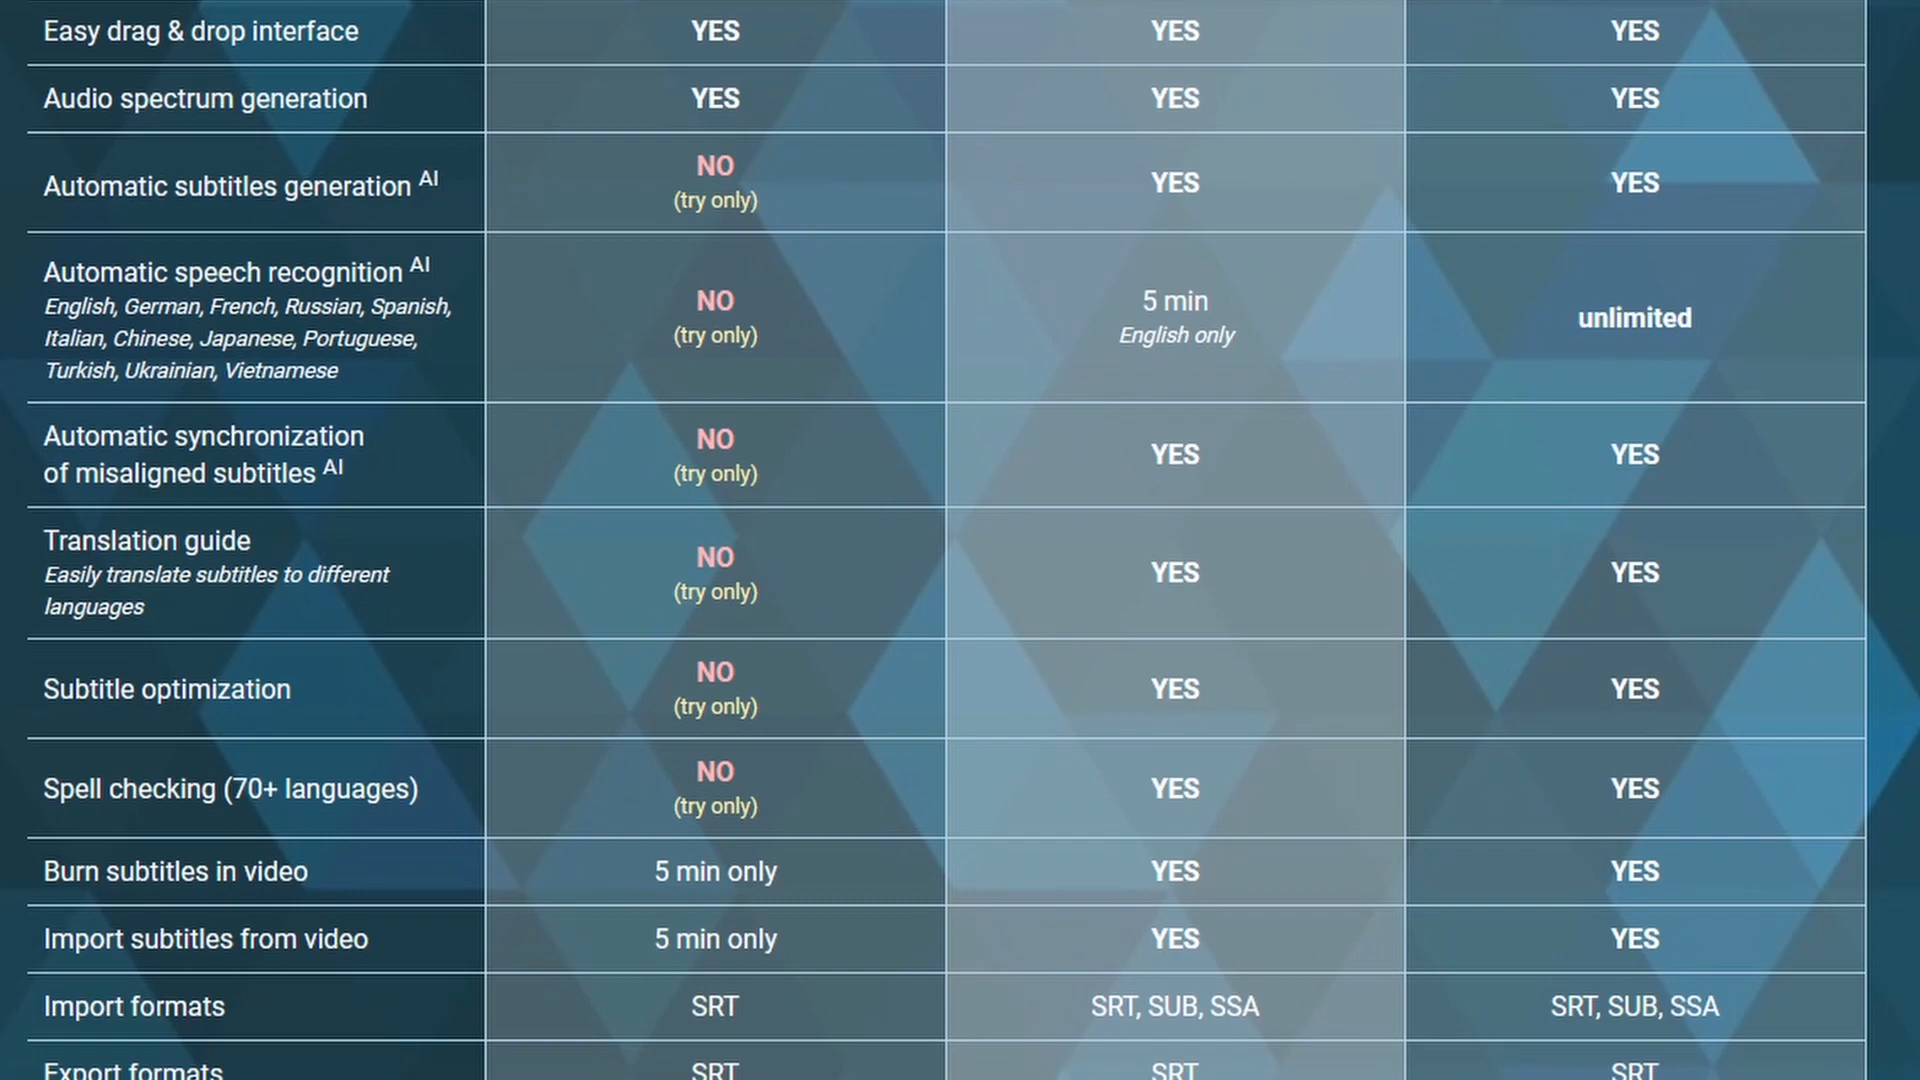 Easy drag & drop interface YES YES YES
Audio spectrum generation YES YES YES
Automatic subtitles generation AI NO YES YES
(try only)
Automatic speech recognition AI
English, German, French, Russian, Spanish,
Italian, Chinese, Japanese, Portuguese,
Turkish, Ukrainian, Vietnamese
NO
(try only)
5 min
English only
unlimited
Automatic synchronization
of misaligned subtitles AI
NO
(try only)
YES
YES
Translation guide
Easily translate subtitles to different
languages
NO
(try only)
YES
YES
Subtitle optimization
NO
(try only)
YES
YES
Spell checking (70+ languages)
NO
(try only)
YES
YES
Burn subtitles in video 5 min only YES YES
Import subtitles from video 5 min only YES YES
Import formats SRT SRT, SUB, SSA SRT, SUB, SSA
Export formats SRT SRT SRT